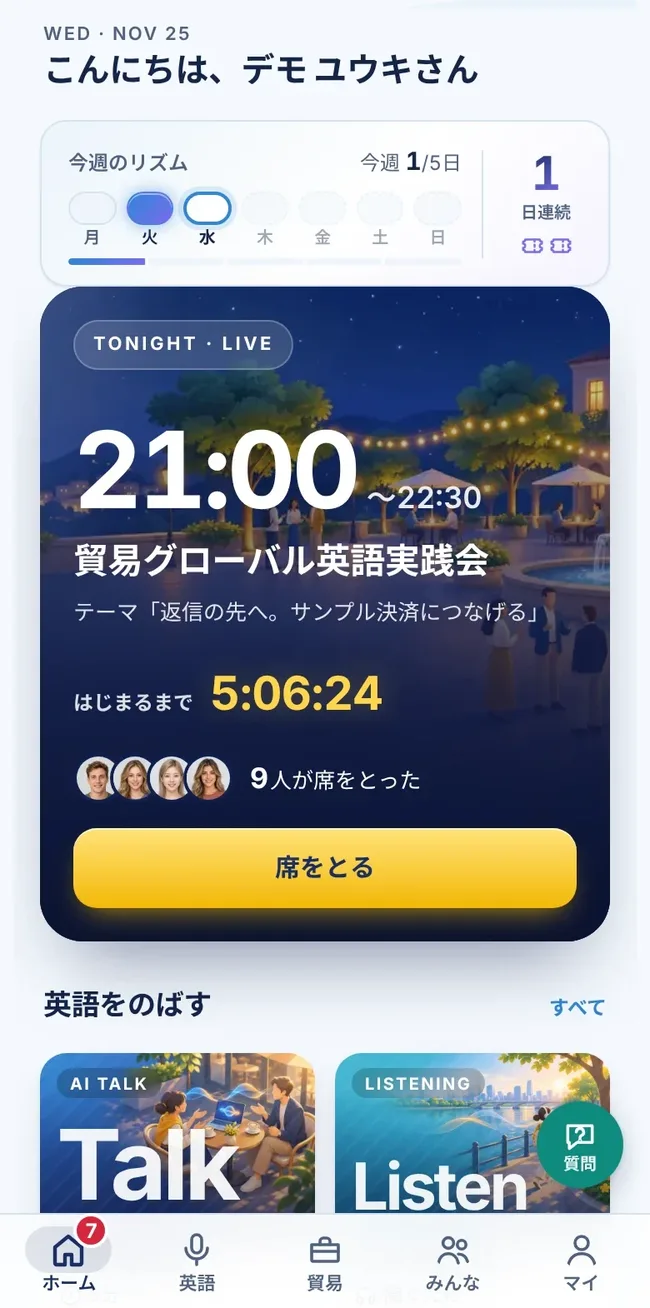 WED · NOV 25
こんにちは、デモ ユウキさん
今週のリズム
今週 1/5日
月 火 水 木 金 土 日
1
日連続
TONIGHT · LIVE
21:00 〜22:30
貿易グローバル英語実践会
テーマ「返信の先へ。サンプル決済につなげる」
はじまるまで 5:06:24
9人が席をとった
席をとる
英語をのばす
すべて
AI TALK
Talk
LISTENING
Listen
質問
7
ホーム
英語
貿易
みんな
マイ